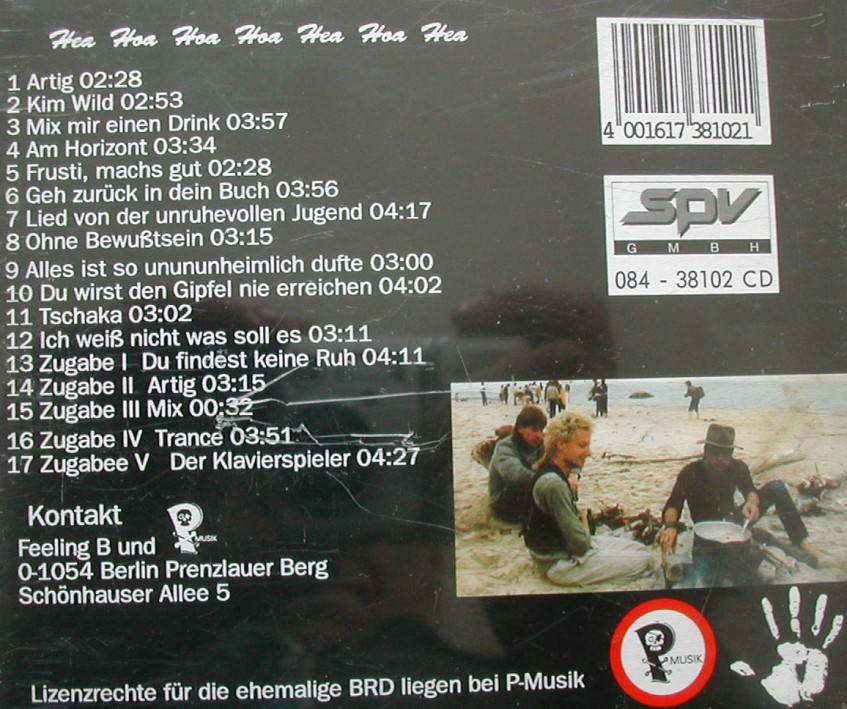 Hea Hoa Hoa Hoa Hea Hoa Hea
1 Artig 02:28
2 Kim Wild 02:53
3 Mix mir einen Drink 03:57
4 Am Horizont 03:34
5 Frusti, machs gut 02:28
6 Geh zurück in dein Buch 03:56
7 Lied von der unruhevollen Jugend 04:17
8 Ohne Bewußtsein 03:15
9 Alles ist so unununheimlich dufte 03:00
10 Du wirst den Gipfel nie erreichen 04:02
11 Tschaka 03:02
12 Ich weiß nicht was soll es 03:11
13 Zugabe I Du findest keine Ruh 04:11
14 Zugabe II Artig 03:15
15 Zugabe III Mix 00:32
16 Zugabe IV Trance 03:51
17 Zugabee V Der Klavierspieler 04:27
Kontakt
Feeling B und P MUSIK
0-1054 Berlin Prenzlauer Berg
Schönhauser Allee 5
Lizenzrechte für die ehemalige BRD liegen bei P-Musik
4 001617 381021
spv
GMBH
084 - 38102 CD
P MUSIK